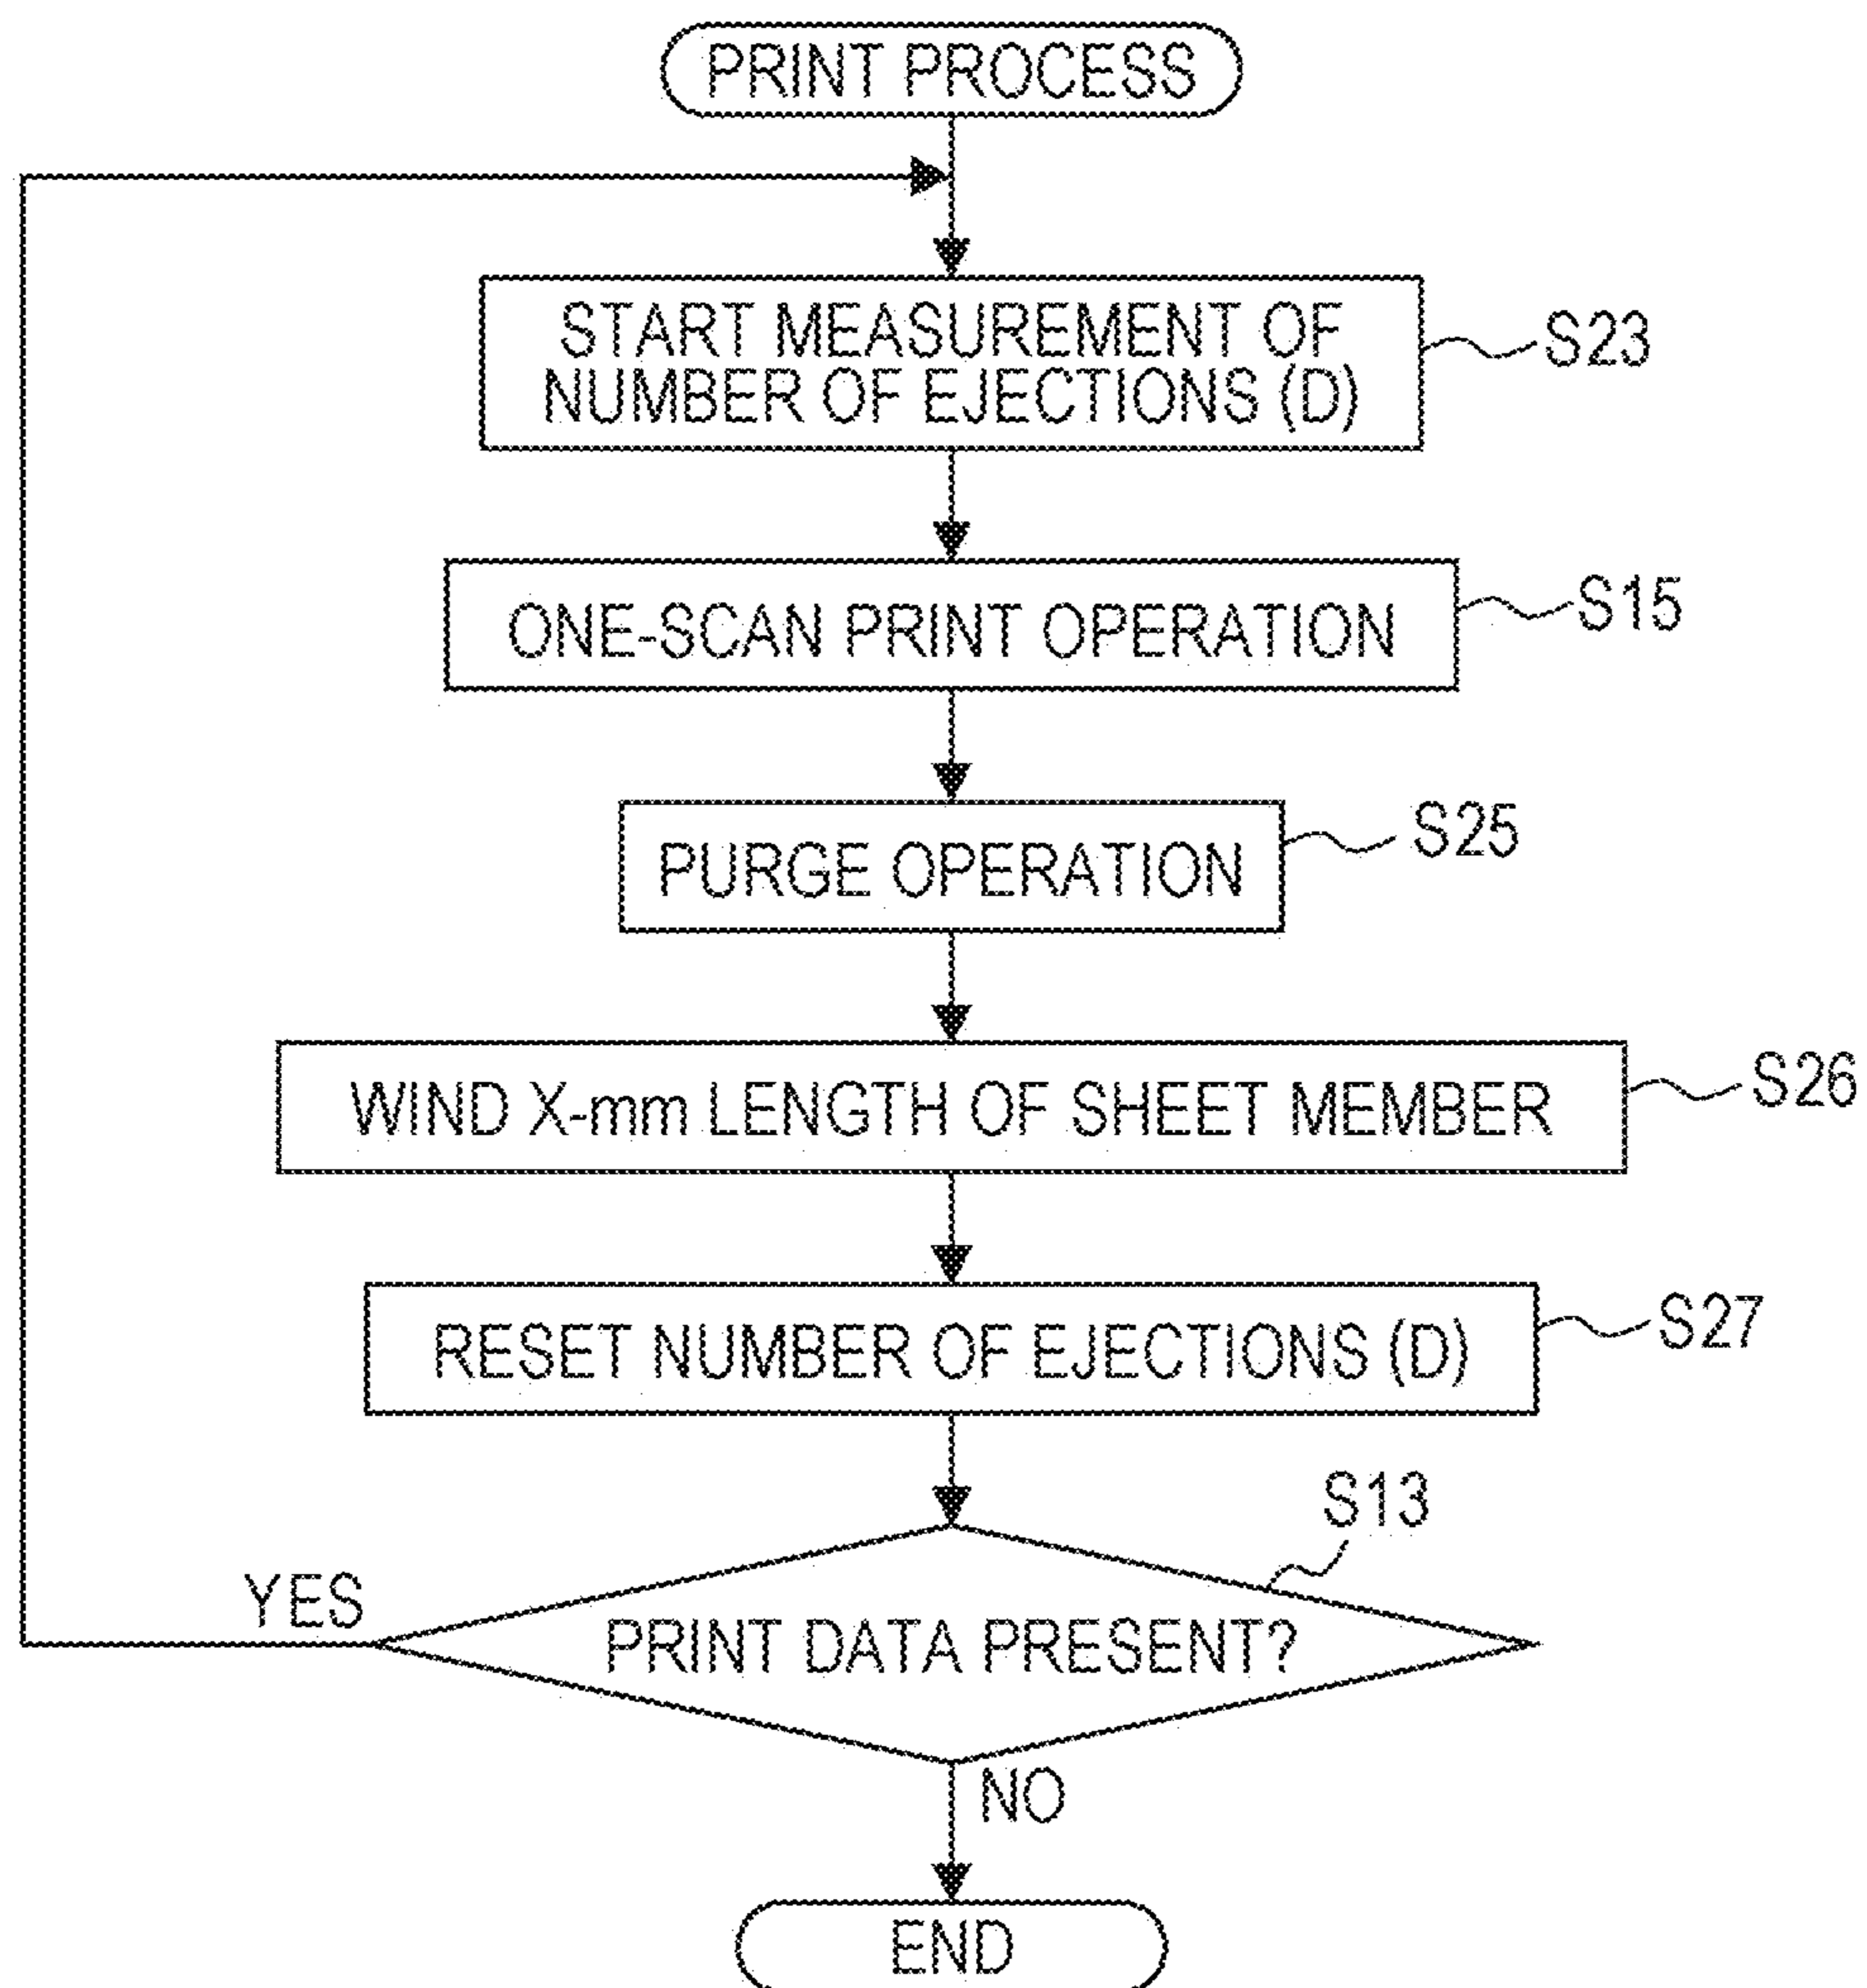 PRINT PROCESS
START MEASUREMENT OF
NUMBER OF EJECTIONS (D)
S23
ONE-SCAN PRINT OPERATION
S15
PURGE OPERATION
S25
WIND X-mm LENGTH OF SHEET MEMBER
S26
RESET NUMBER OF EJECTIONS (D)
S27
S13
YES
PRINT DATA PRESENT?
NO
END